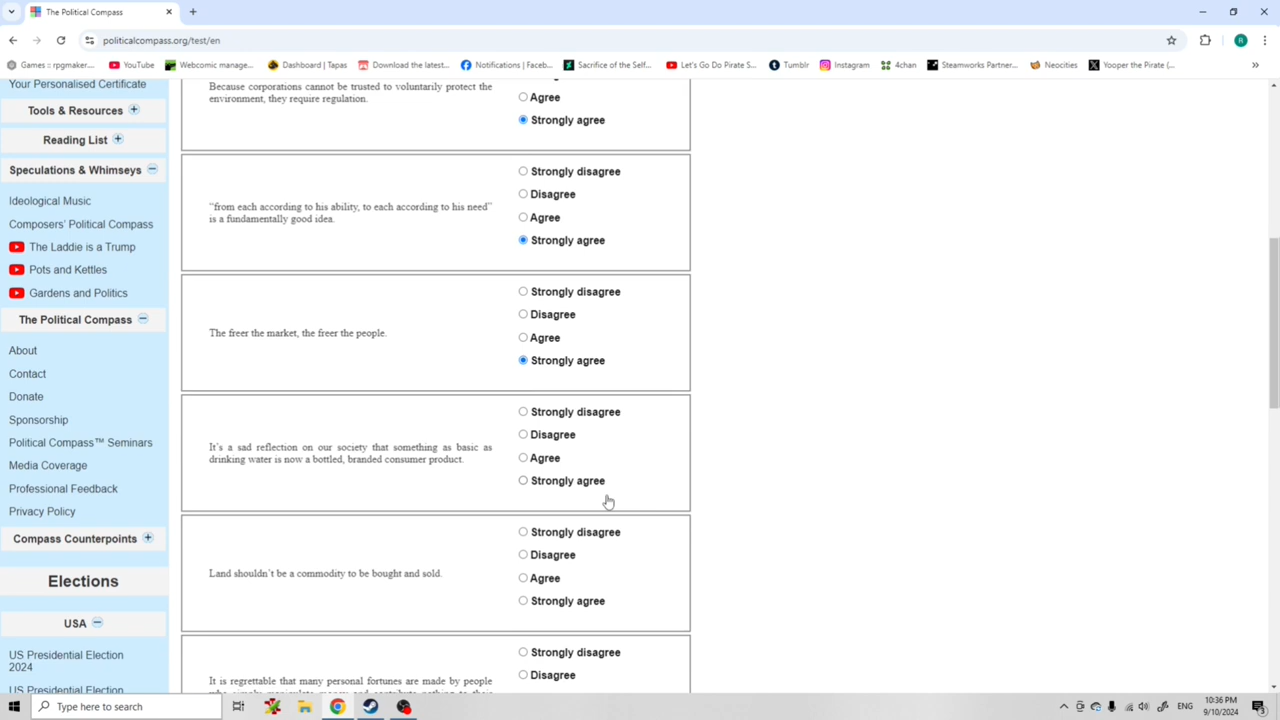 The Political Compass
politicalcompass.org/test/en
Games :: rpgmaker...
YouTube
Webcomic manage...
Dashboard | Tapas
Download the latest...
Notifications | Faceb...
Sacrifice of the Self...
Let's Go Do Pirate S...
Tumblr
Instagram
4chan
Steamworks Partner...
Neocities
Yooper the Pirate (...
Your Personalised Certificate
Tools & Resources
Reading List
Speculations & Whimseys
Ideological Music
Composers' Political Compass
The Laddie is a Trump
Pots and Kettles
Gardens and Politics
The Political Compass
About
Contact
Donate
Sponsorship
Political Compass™ Seminars
Media Coverage
Professional Feedback
Privacy Policy
Compass Counterpoints
Elections
USA
US Presidential Election
2024
US Presidential Election
Because corporations cannot be trusted to voluntarily protect the
environment, they require regulation.
Agree
Strongly agree
“from each according to his ability, to each according to his need”
is a fundamentally good idea.
Strongly disagree
Disagree
Agree
Strongly agree
The freer the market, the freer the people.
Strongly disagree
Disagree
Agree
Strongly agree
It's a sad reflection on our society that something as basic as
drinking water is now a bottled, branded consumer product.
Strongly disagree
Disagree
Agree
Strongly agree
Land shouldn't be a commodity to be bought and sold.
Strongly disagree
Disagree
Agree
Strongly agree
It is regrettable that many personal fortunes are made by people
who simply manipulate money and contribute nothing to their
Strongly disagree
Disagree
Type here to search
ENG
10:36 PM
9/10/2024